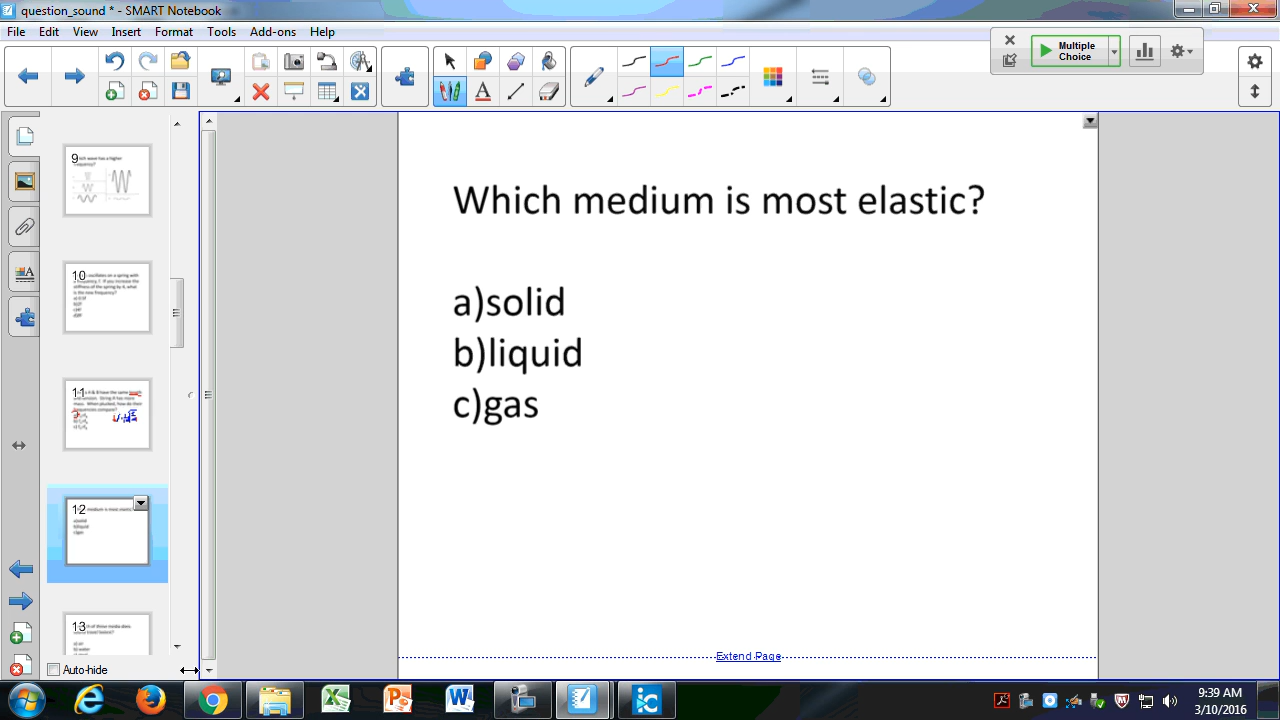 question_sound * - SMART Notebook
File Edit View Insert Format Tools Add-ons Help
Multiple
Choice
9
10
11
12
13
Which medium is most elastic?
a)solid
b)liquid
c)gas
Extend Page
Auto-hide
9:39 AM
3/10/2016